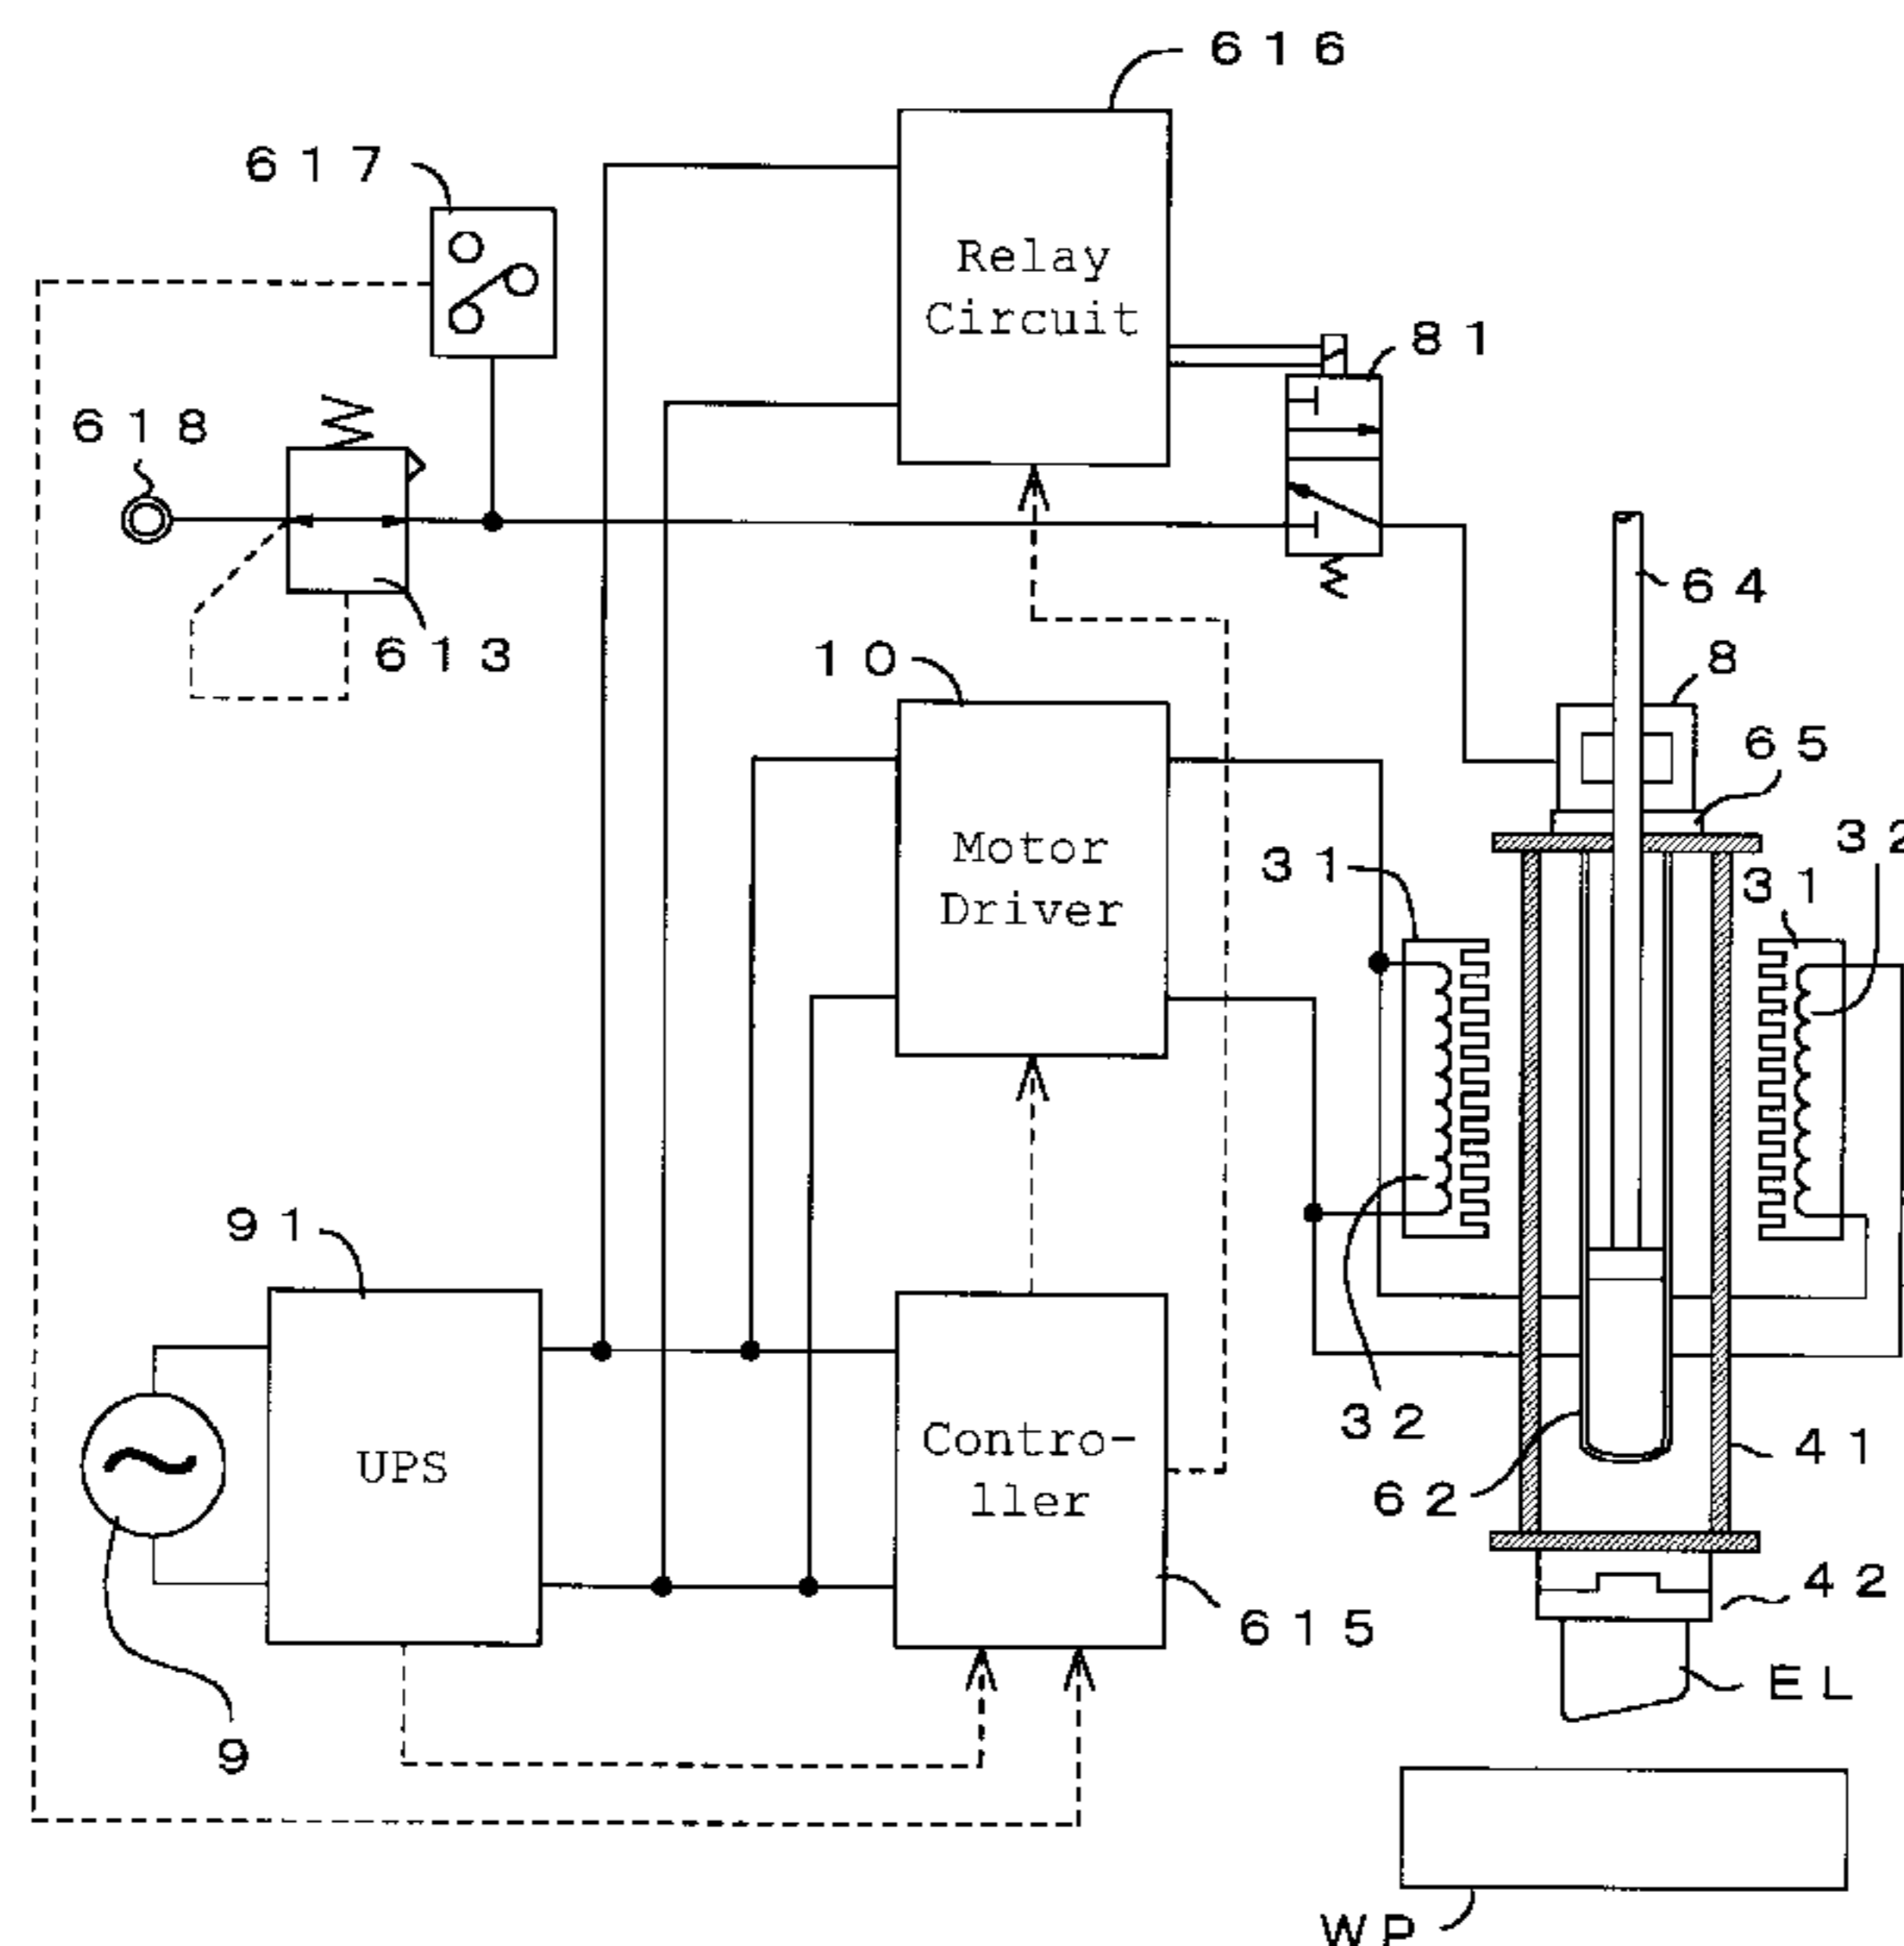 616
617
Relay
Circuit
81
618
64
613
10
8
65
32
Motor
Driver
31
31
91
32
Contro-
ller
UPS
41
62
42
615
EL
9
WP